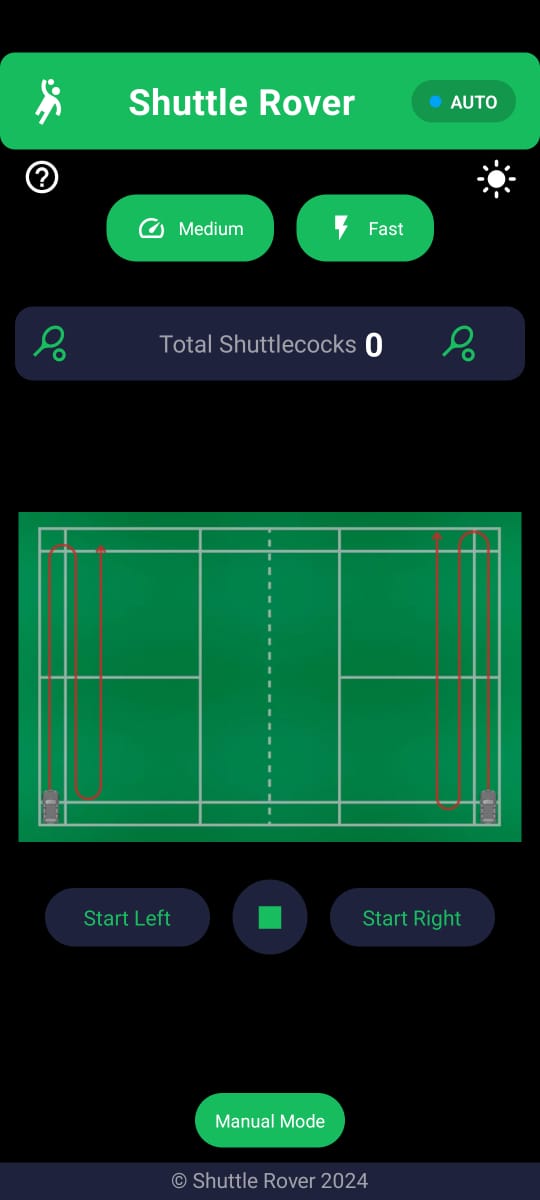 Shuttle Rover
AUTO
Medium
Fast
Total Shuttlecocks 0
Start Left
Start Right
Manual Mode
© Shuttle Rover 2024